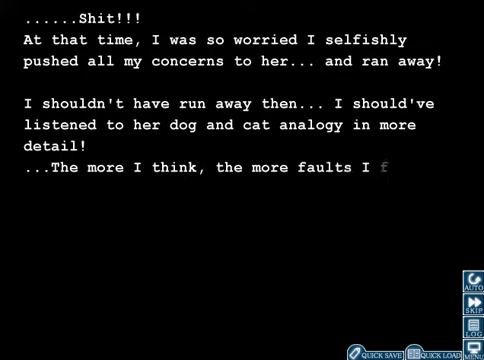 ......Shit!!!
At that time, I was so worried I selfishly
pushed all my concerns to her... and ran away!
I shouldn't have run away then... I should've
listened to her dog and cat analogy in more
detail!
...The more I think, the more faults I f
AUTO
SKIP
LOG
QUICK SAVE
QUICK LOAD
MENU